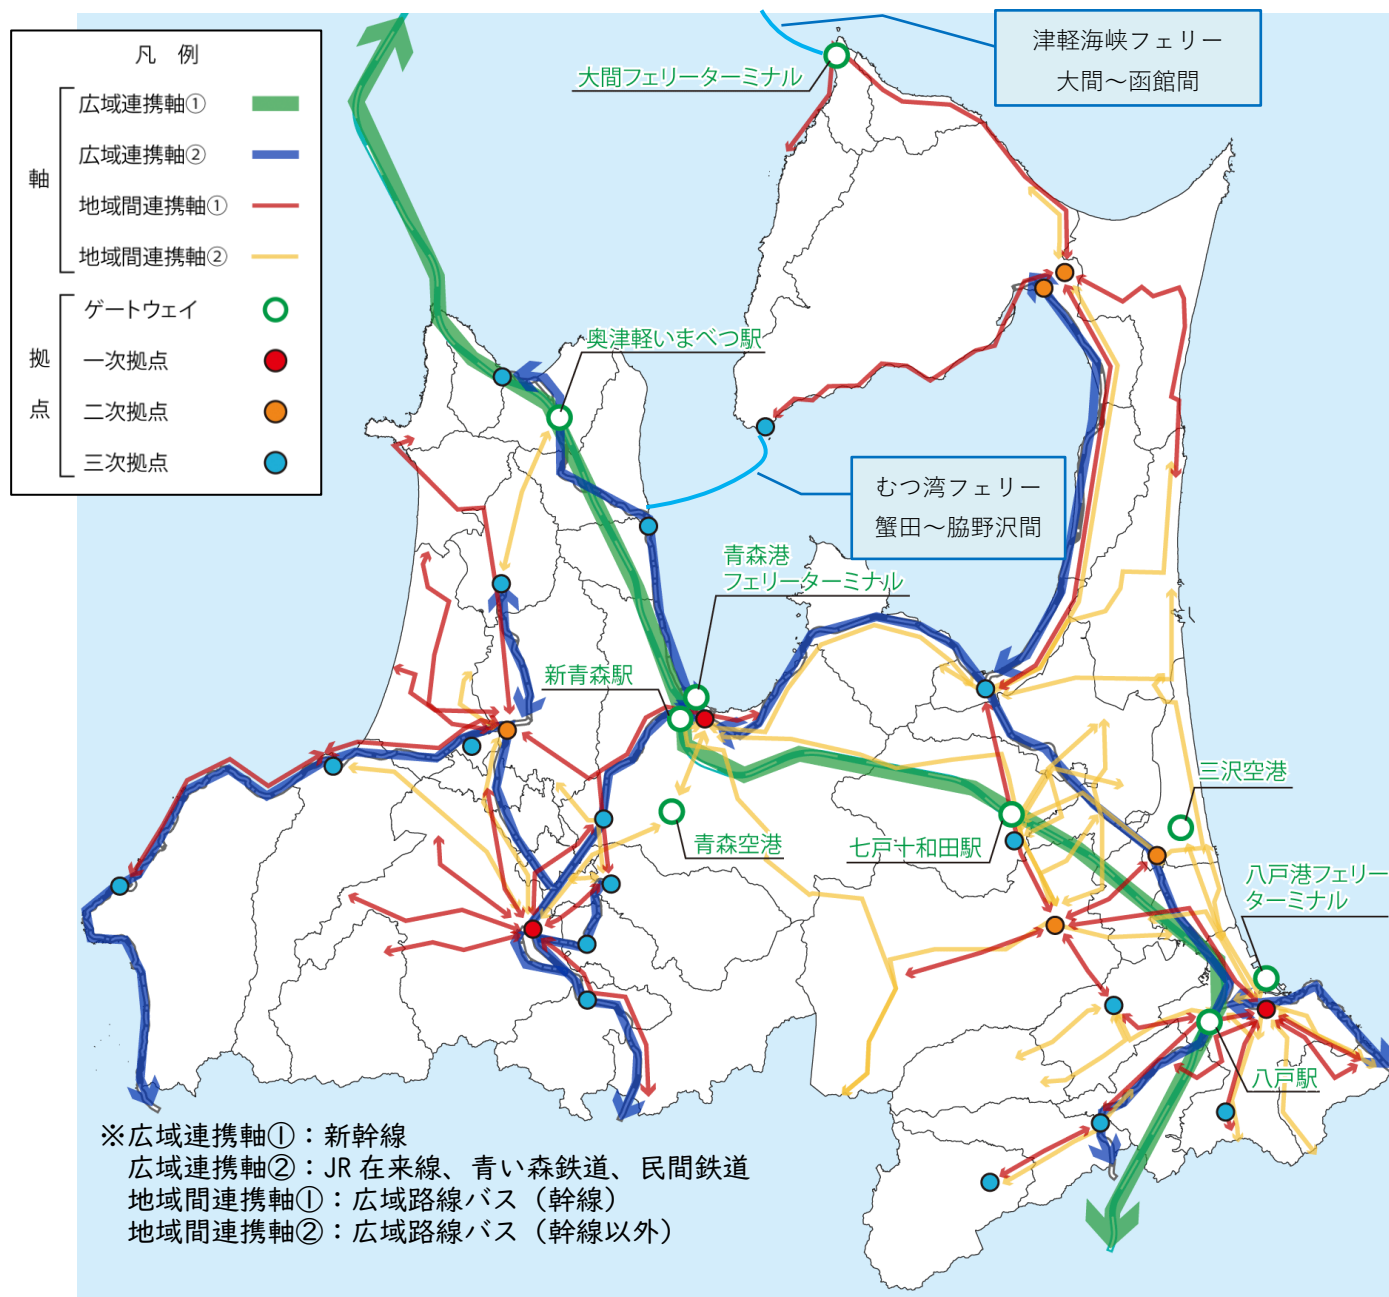 凡 例
軸
広域連携軸①
広域連携軸②
地域間連携軸①
地域間連携軸②
拠点
ゲートウェイ
一次拠点
二次拠点
三次拠点
津軽海峡フェリー
大間～函館間
大間フェリーターミナル
奥津軽いまべつ駅
むつ湾フェリー
蟹田～脇野沢間
青森港
フェリーターミナル
新青森駅
青森空港
七戸十和田駅
三沢空港
八戸港フェリー
ターミナル
八戸駅
※広域連携軸①：新幹線
広域連携軸②：JR在来線、青い森鉄道、民間鉄道
地域間連携軸①：広域路線バス（幹線）
地域間連携軸②：広域路線バス（幹線以外）